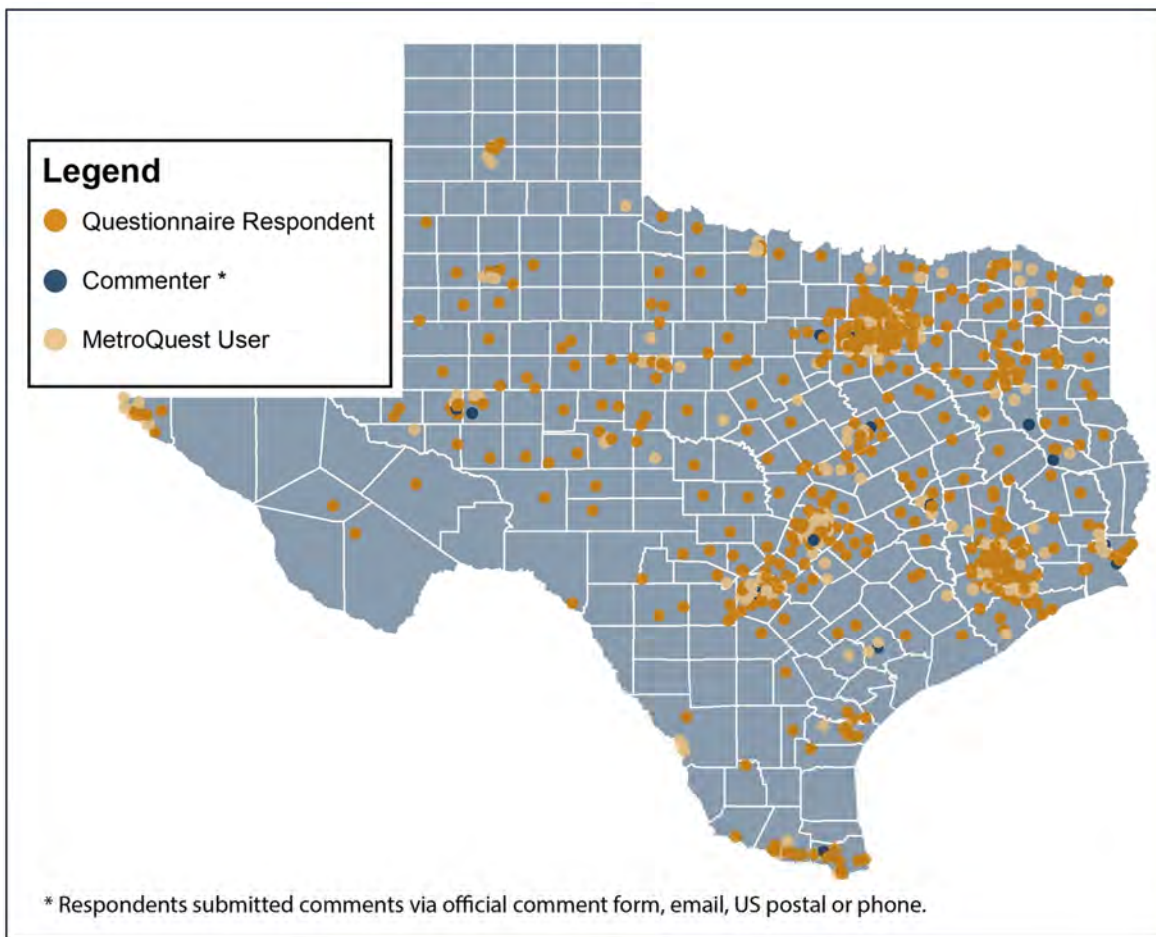 Legend
Questionnaire Respondent
Commenter *
MetroQuest User
* Respondents submitted comments via official comment form, email, US postal or phone.